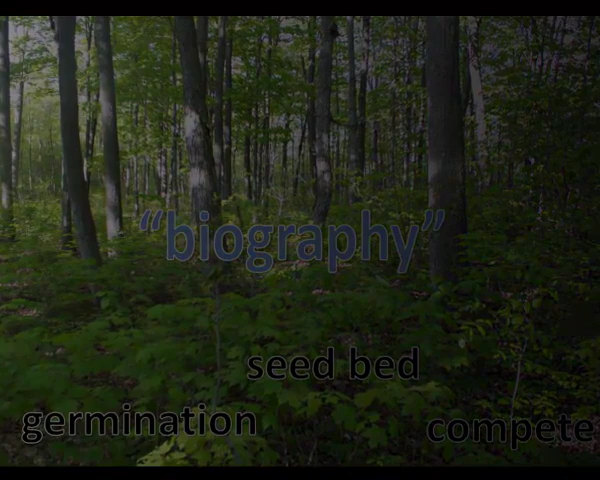 “biography”
seed bed
germination
compete